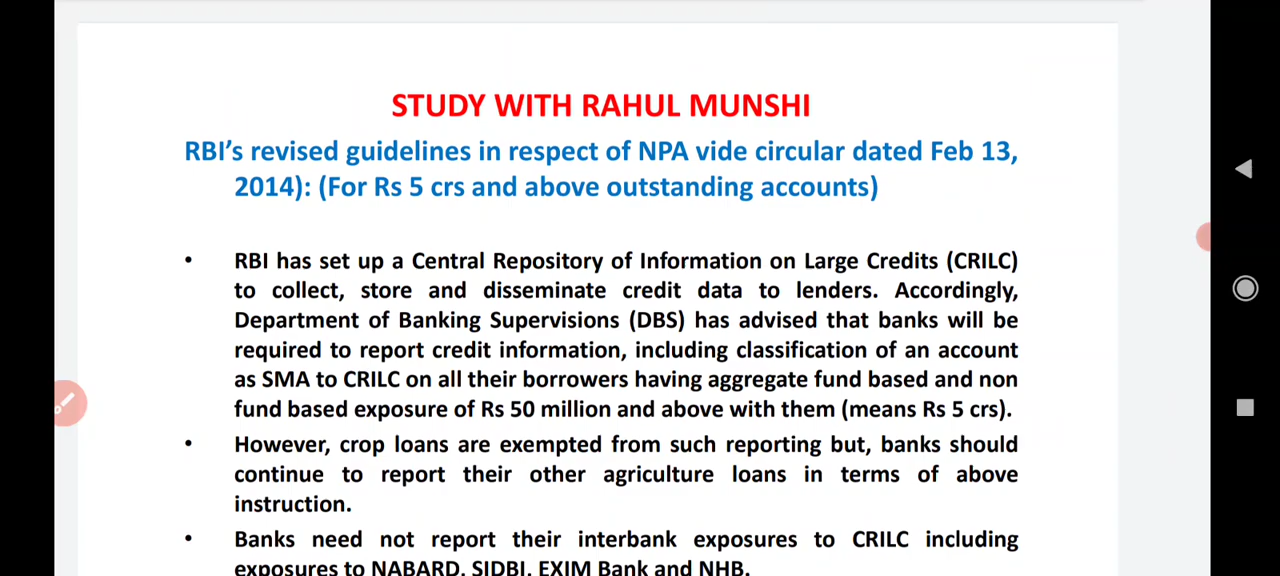 STUDY WITH RAHUL MUNSHI
RBI's revised guidelines in respect of NPA vide circular dated Feb 13,
2014): (For Rs 5 crs and above outstanding accounts)
• RBI has set up a Central Repository of Information on Large Credits (CRILC)
to collect, store and disseminate credit data to lenders. Accordingly,
Department of Banking Supervisions (DBS) has advised that banks will be
required to report credit information, including classification of an account
as SMA to CRILC on all their borrowers having aggregate fund based and non
fund based exposure of Rs 50 million and above with them (means Rs 5 crs).
• However, crop loans are exempted from such reporting but, banks should
continue to report their other agriculture loans in terms of above
instruction.
• Banks need not report their interbank exposures to CRILC including
exposures to NABARD, SIDBI, EXIM Bank and NHB.